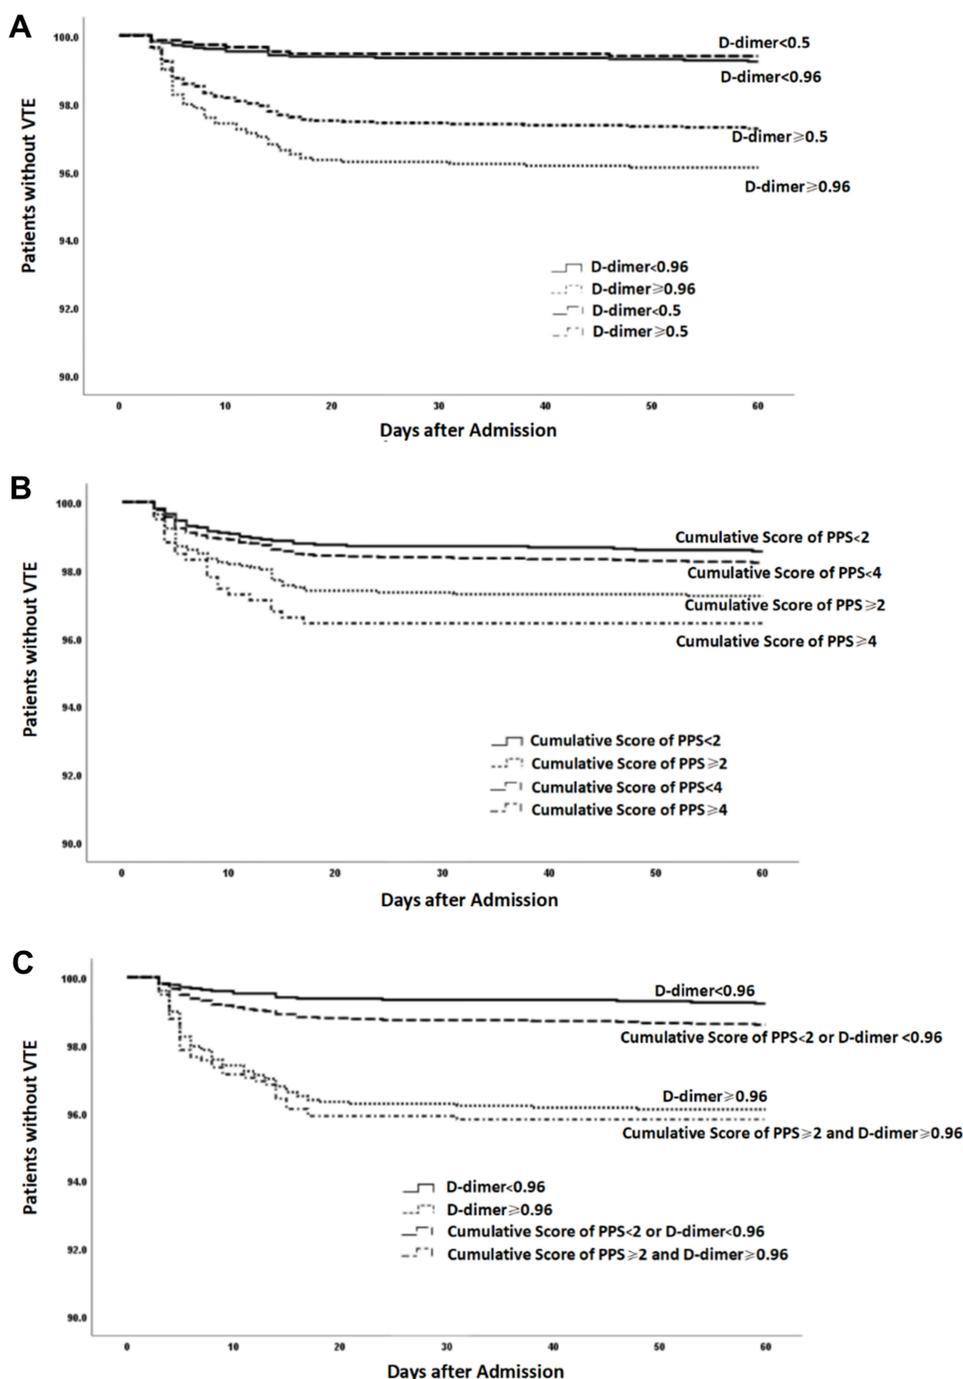 A
Patients without VTE
100.0
98.0
96.0
94.0
92.0
90.0
D-dimer<0.5
D-dimer<0.96
D-dimer⩾0.5
D-dimer⩾0.96
D-dimer<0.96
D-dimer⩾0.96
D-dimer<0.5
D-dimer⩾0.5
0 10 20 30 40 50 60
Days after Admission
B
Patients without VTE
100.0
98.0
96.0
94.0
92.0
90.0
Cumulative Score of PPS<2
Cumulative Score of PPS<4
Cumulative Score of PPS⩾2
Cumulative Score of PPS⩾4
Cumulative Score of PPS<2
Cumulative Score of PPS⩾2
Cumulative Score of PPS<4
Cumulative Score of PPS⩾4
0 10 20 30 40 50 60
Days after Admission
C
Patients without VTE
100.0
98.0
96.0
94.0
92.0
90.0
D-dimer<0.96
Cumulative Score of PPS<2 or D-dimer <0.96
D-dimer⩾0.96
Cumulative Score of PPS⩾2 and D-dimer⩾0.96
D-dimer<0.96
D-dimer⩾0.96
Cumulative Score of PPS<2 or D-dimer<0.96
Cumulative Score of PPS⩾2 and D-dimer⩾0.96
0 10 20 30 40 50 60
Days after Admission